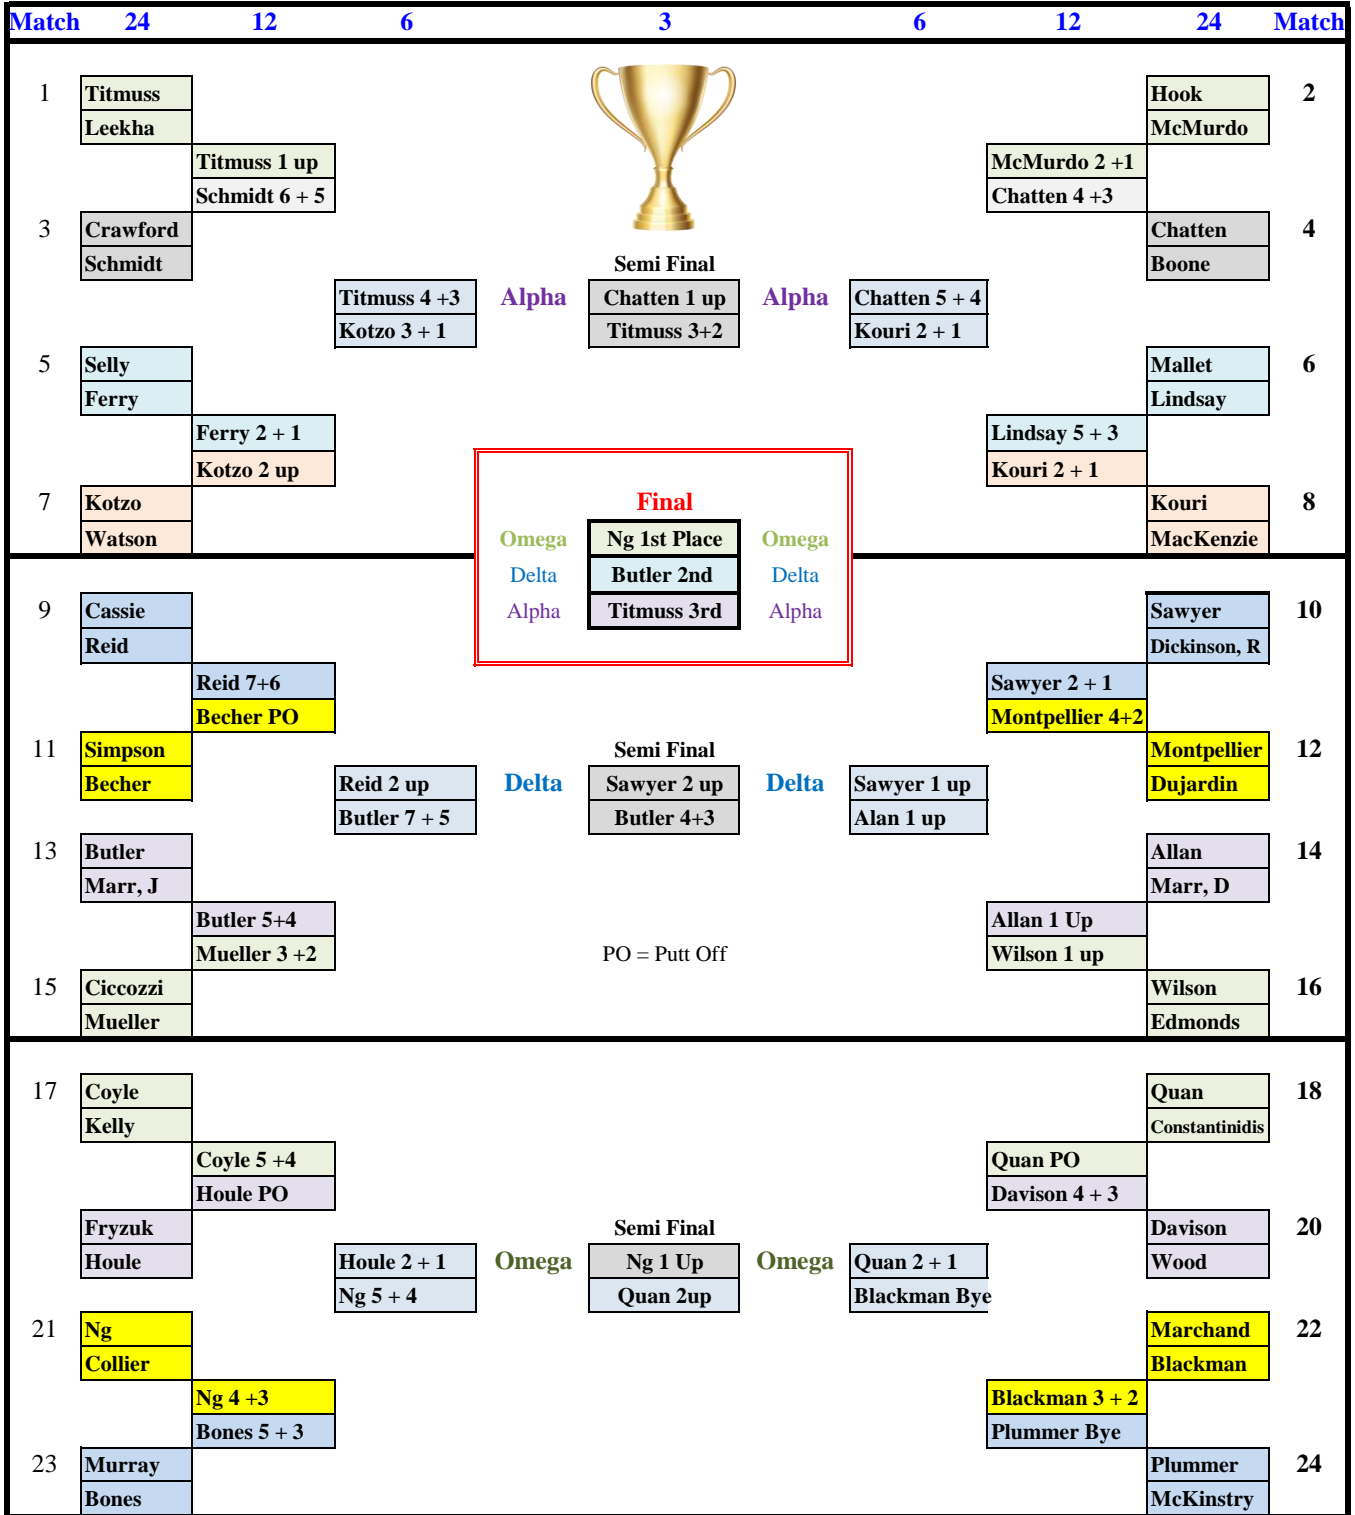 Match 24 12 6 3 6 12 24 Match
1 Titmuss Hook 2
Leekha McMurdo
Titmuss 1 up McMurdo 2 +1
Schmidt 6 + 5 Chatten 4 +3
3 Crawford Chatten 4
Schmidt Semi Final Boone
Titmuss 4 +3 Alpha Chatten 1 up Alpha Chatten 5 + 4
Kotzo 3 + 1 Titmuss 3+2 Kouri 2 + 1
5 Selly Mallet 6
Ferry Lindsay
Ferry 2 + 1 Lindsay 5 + 3
Kotzo 2 up Kouri 2 + 1
7 Kotzo Final Kouri 8
Watson Omega Ng 1st Place Omega MacKenzie
Delta Butler 2nd Delta
9 Cassie Alpha Titmuss 3rd Alpha Sawyer 10
Reid Dickinson, R
Reid 7+6 Sawyer 2 + 1
Becher PO Montpellier 4+2
11 Simpson Semi Final Montpellier 12
Becher Reid 2 up Delta Sawyer 2 up Delta Sawyer 1 up Dujardin
Butler 7 + 5 Butler 4+3 Alan 1 up
13 Butler Allan 14
Marr, J Marr, D
Butler 5+4 Allan 1 Up
Mueller 3 +2 PO = Putt Off Wilson 1 up
15 Ciccozzi Wilson 16
Mueller Edmonds
17 Coyle Quan 18
Kelly Constantinidis
Coyle 5 +4 Quan PO
Houle PO Davison 4 + 3
Fryzuk Semi Final Davison 20
Houle Houle 2 + 1 Omega Ng 1 Up Omega Quan 2 + 1 Wood
Ng 5 + 4 Quan 2up Blackman Bye
21 Ng Marchand 22
Collier Blackman
Ng 4 +3 Blackman 3 + 2
Bones 5 + 3 Plummer Bye
23 Murray Plummer 24
Bones McKinstry